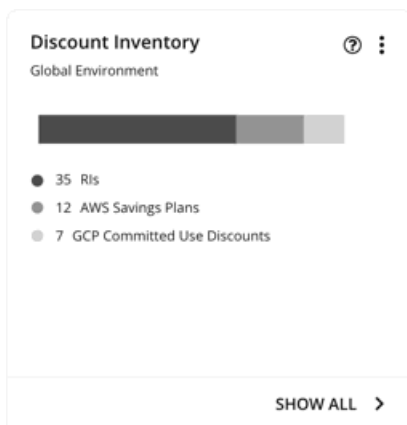 Discount Inventory
Global Environment
35 RIs
12 AWS Savings Plans
7 GCP Committed Use Discounts
SHOW ALL